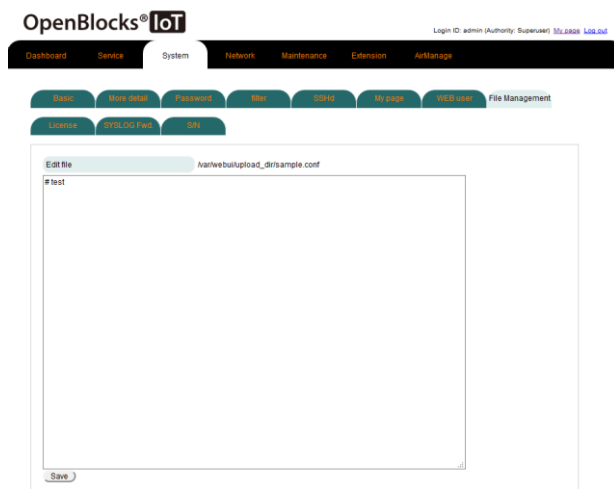 OpenBlocks® IoT
Login ID: admin (Authority: Superuser) My page Log out
Dashboard Service System Network Maintenance Extension AirManage
Basic More detail Password filter SSHd My page WEB user File Management
License SYSLOG Fwd S/N
Edit file /var/webui/upload_dir/sample.conf
# test
Save